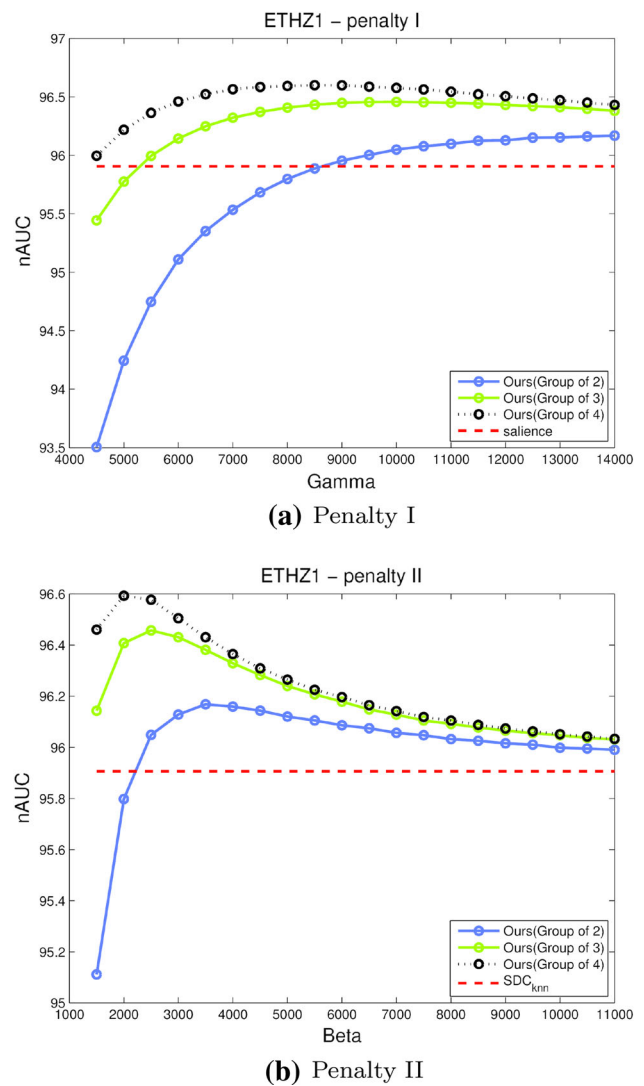 ETHZ1 – penalty I
97
96.5
96
95.5
95
94.5
94
93.5
nAUC
Ours(Group of 2)
Ours(Group of 3)
Ours(Group of 4)
salience
4000 5000 6000 7000 8000 9000 10000 11000 12000 13000 14000
Gamma
(a) Penalty I
ETHZ1 – penalty II
96.6
96.4
96.2
96
95.8
95.6
95.4
95.2
95
nAUC
Ours(Group of 2)
Ours(Group of 3)
Ours(Group of 4)
SDCknn
1000 2000 3000 4000 5000 6000 7000 8000 9000 10000 11000
Beta
(b) Penalty II